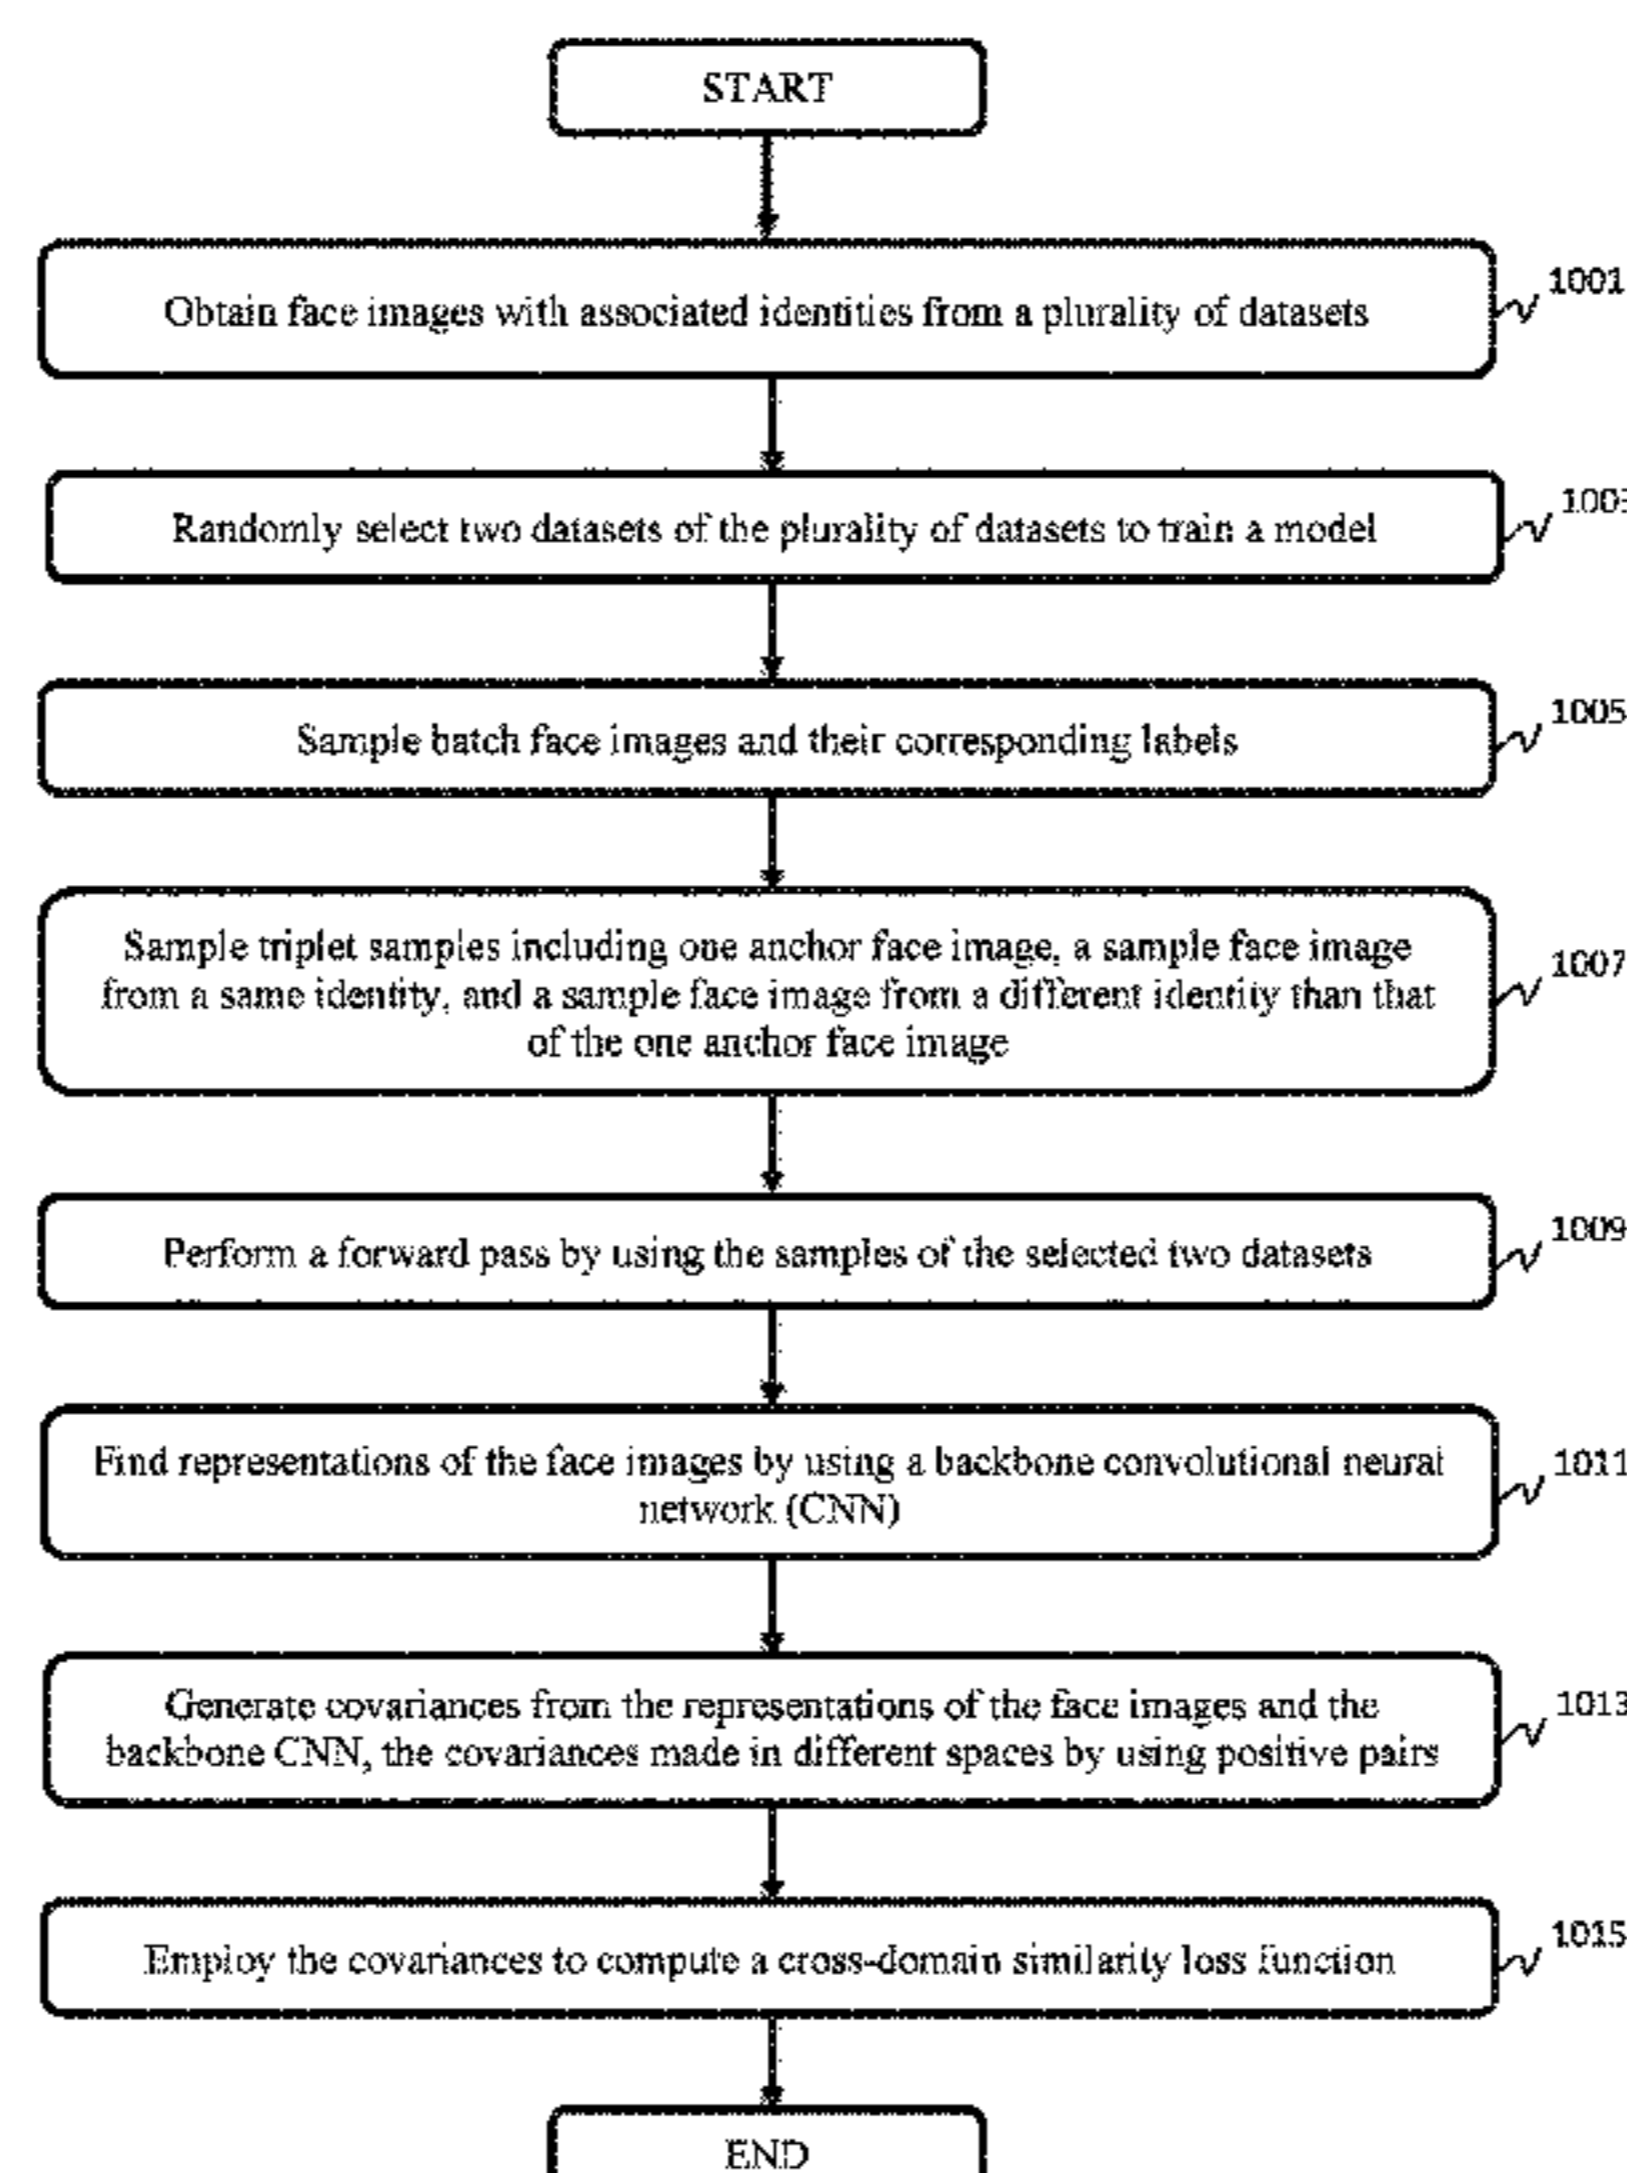 START
Obtain face images with associated identities from a plurality of datasets
1001
Randomly select two datasets of the plurality of datasets to train a model
1003
Sample batch face images and their corresponding labels
1005
Sample triplet samples including one anchor face image, a sample face image
from a same identity, and a sample face image from a different identity than that
of the one anchor face image
1007
Perform a forward pass by using the samples of the selected two datasets
1009
Find representations of the face images by using a backbone convolutional neural
network (CNN)
1011
Generate covariances from the representations of the face images and the
backbone CNN, the covariances made in different spaces by using positive pairs
1013
Employ the covariances to compute a cross-domain similarity loss function
1015
END